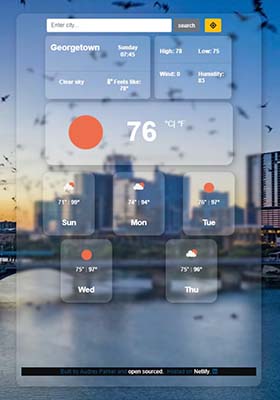 Enter city...
search
Georgetown
Sunday
07:45
Clear sky
Feels like:
78°
High: 78
Low: 75
Wind: 0
Humidity:
83
76 °C| °F
71° | 99°
Sun
74° | 94°
Mon
76° | 97°
Tue
75° | 97°
Wed
75° | 96°
Thu
Built by Audrey Parker and open sourced. Hosted on Netlify